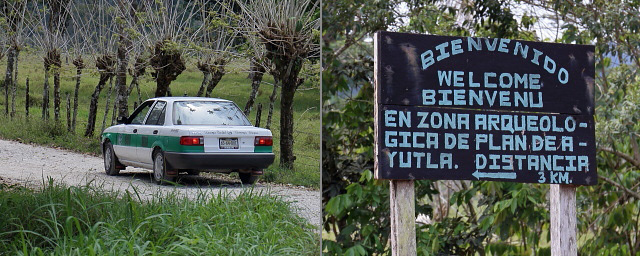 BIENVENIDO
WELCOME
BIENVENU
EN ZONA ARQUEOLO-
GICA DE PLAN.DE A-
YUTLA. DISTANCIA
3 KM.